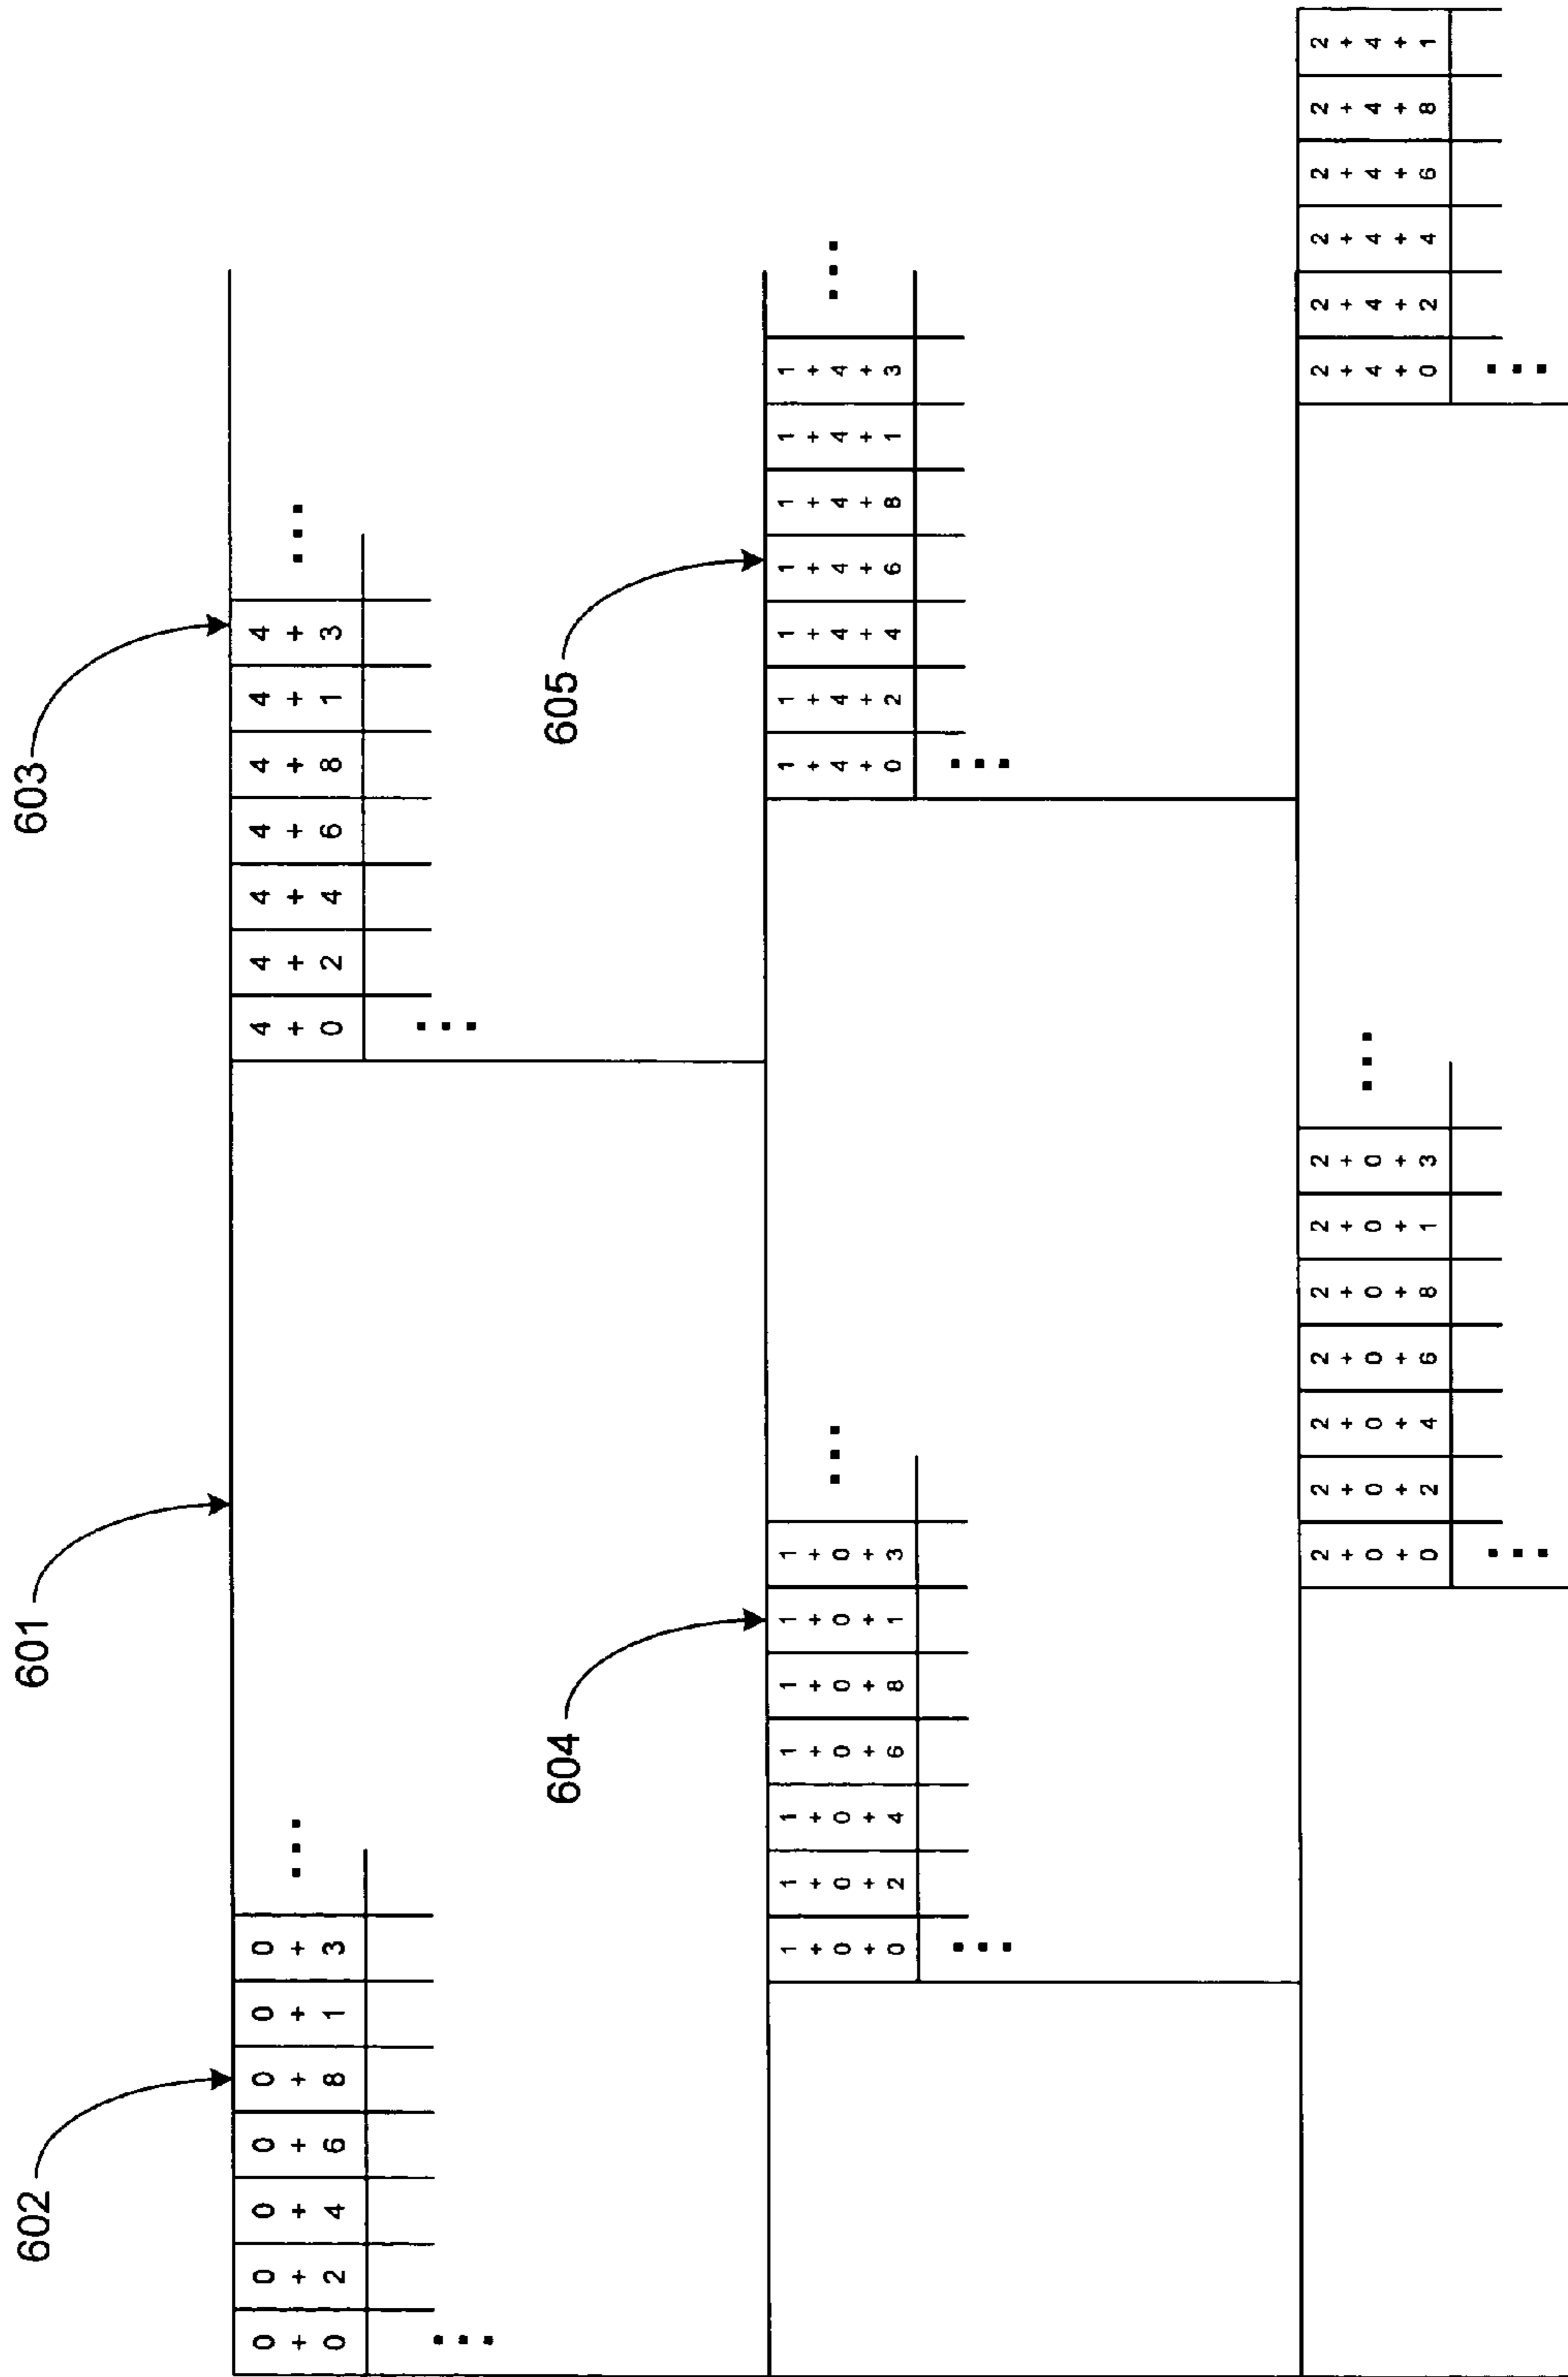 602
601
603
0 + 0
0 + 2
0 + 4
0 + 6
0 + 8
0 + 1
0 + 3
...
4 + 0
4 + 2
4 + 4
4 + 6
4 + 8
4 + 1
4 + 3
...
604
605
1 + 0 + 0
1 + 0 + 2
1 + 0 + 4
1 + 0 + 6
1 + 0 + 8
1 + 0 + 1
1 + 0 + 3
...
1 + 4 + 0
1 + 4 + 2
1 + 4 + 4
1 + 4 + 6
1 + 4 + 8
1 + 4 + 1
1 + 4 + 3
...
2 + 0 + 0
2 + 0 + 2
2 + 0 + 4
2 + 0 + 6
2 + 0 + 8
2 + 0 + 1
2 + 0 + 3
...
2 + 4 + 0
2 + 4 + 2
2 + 4 + 4
2 + 4 + 6
2 + 4 + 8
2 + 4 + 1